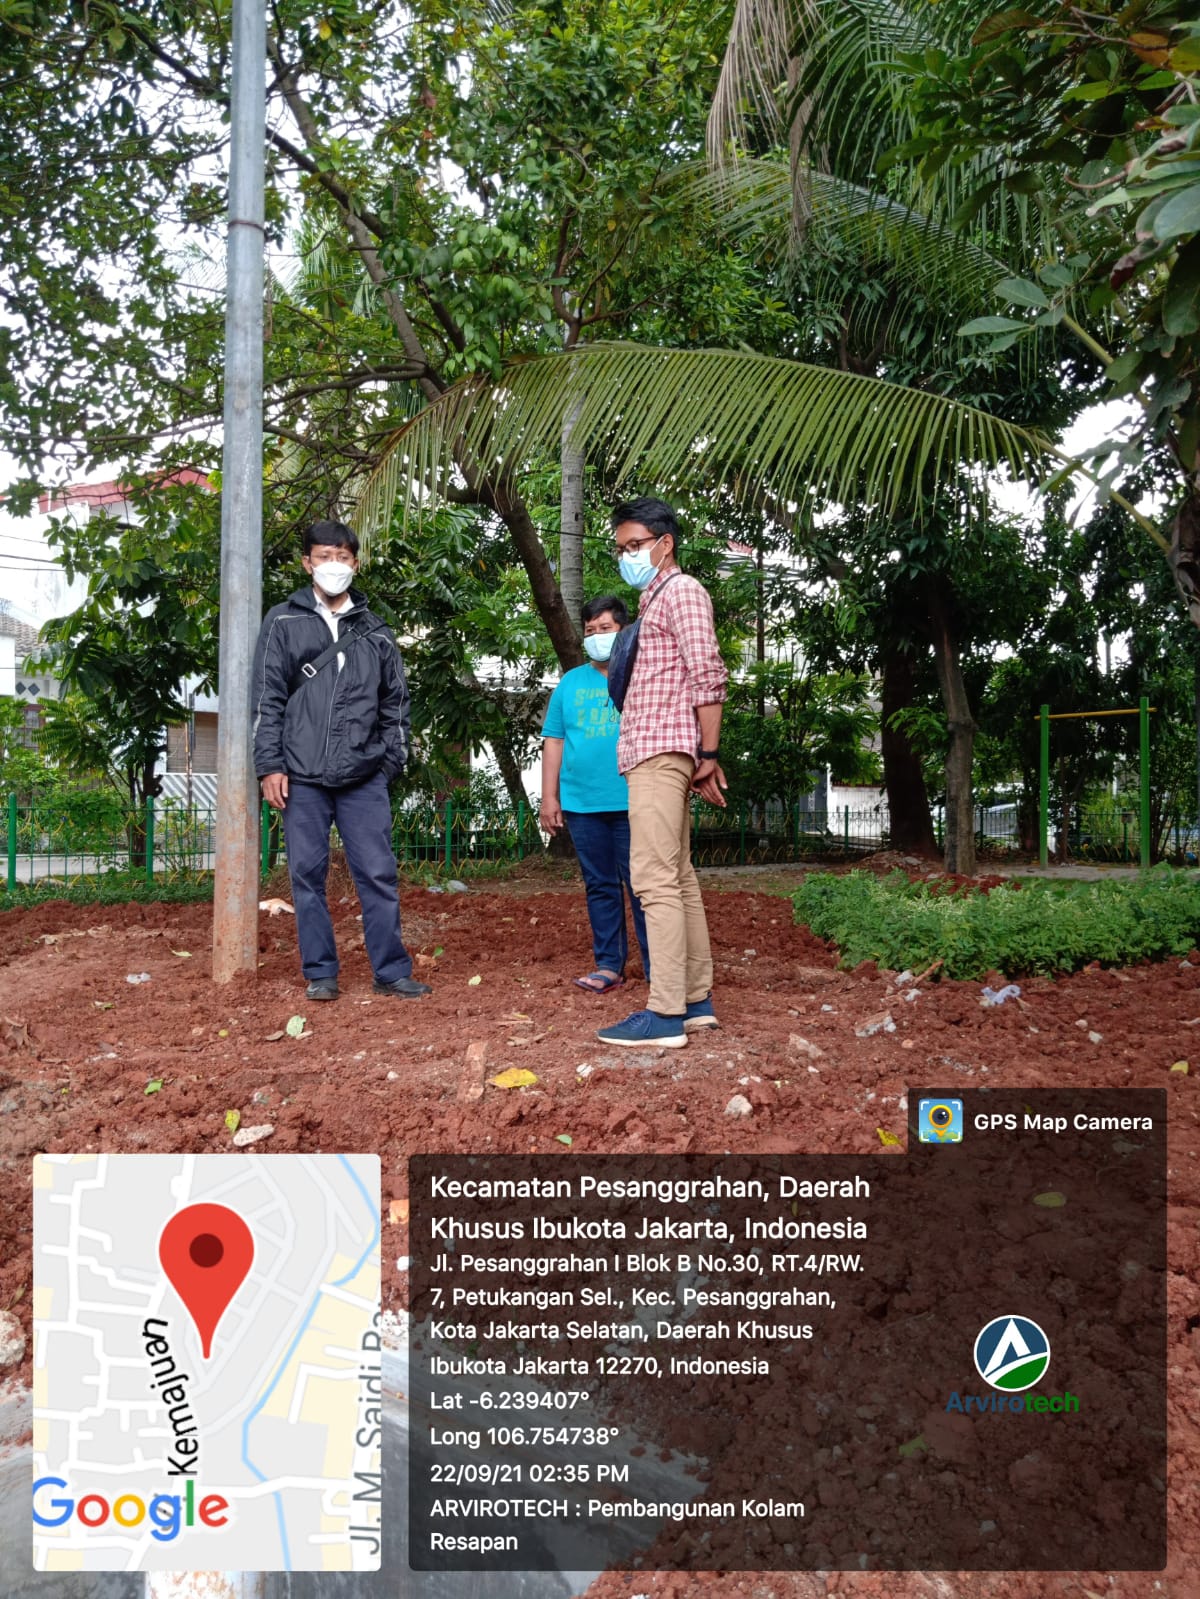 GPS Map Camera
Kecamatan Pesanggrahan, Daerah
Khusus Ibukota Jakarta, Indonesia
Jl. Pesanggrahan I Blok B No.30, RT.4/RW.
7, Petukangan Sel., Kec. Pesanggrahan,
Kota Jakarta Selatan, Daerah Khusus
Ibukota Jakarta 12270, Indonesia
Lat -6.239407°
Long 106.754738°
22/09/21 02:35 PM
ARVIROTECH : Pembangunan Kolam
Resapan
Arvirotech
Kemajuan
Jl. M. Saidi
Google